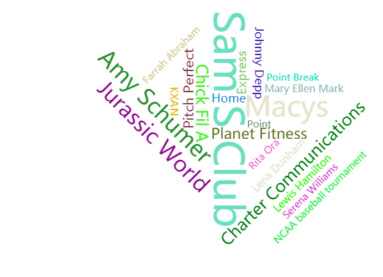 Sam s Club
Farrah Abraham
Amy Schumer
Jurassic World
KXAN
Pitch Perfect
Chick Fil A
Express
Johnny Depp
Point Break
Mary Ellen Mark
Home
Macys
Point
Planet Fitness
Rita Ora
Lena Dunham
Charter Communications
Lewis Hamilton
Serena Williams
NCAA baseball tournament